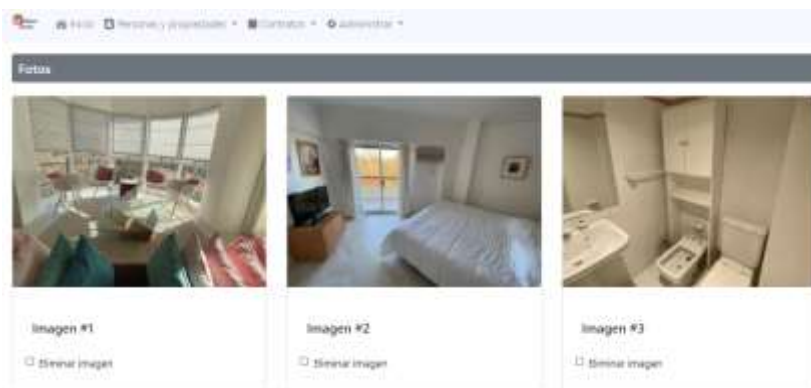 Inicio Personas y propiedades Contratos Administrar
Fotos
Imagen #1
Imagen #2
Imagen #3
Eliminar imagen
Eliminar imagen
Eliminar imagen